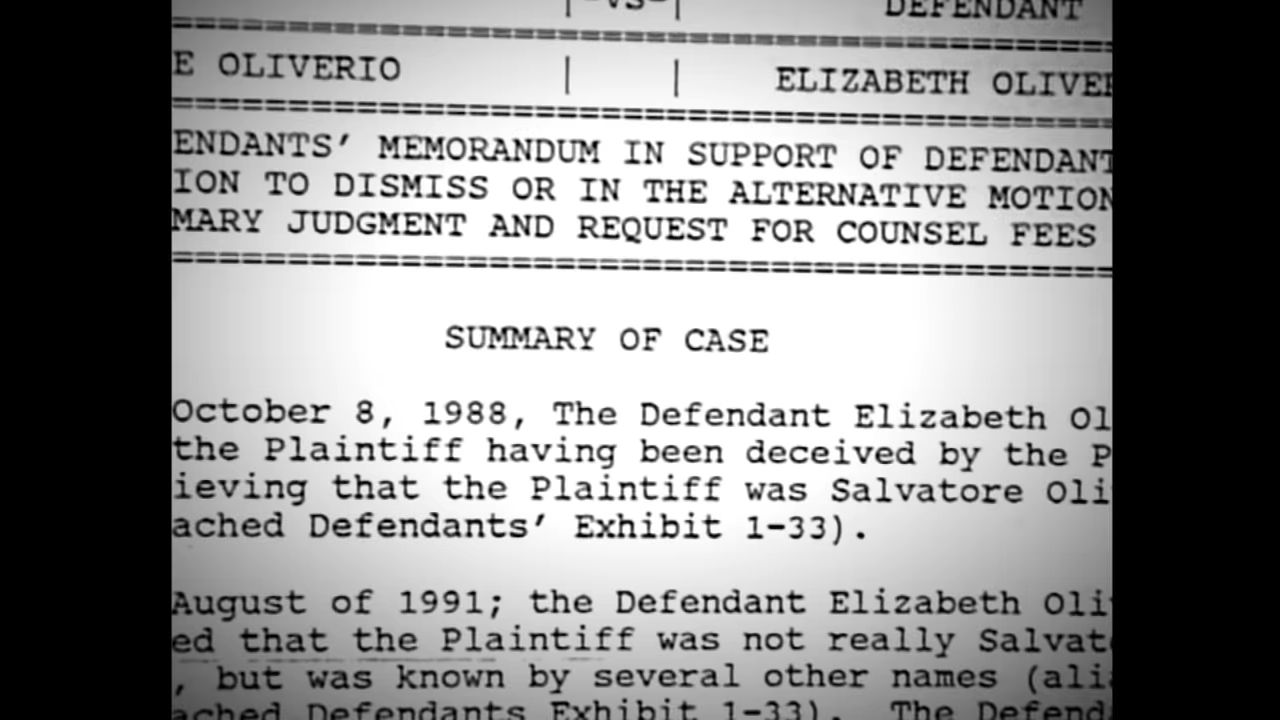 -VS- DEFENDANT
E OLIVERIO | | ELIZABETH OLIVE
ENDANTS' MEMORANDUM IN SUPPORT OF DEFENDANT
ION TO DISMISS OR IN THE ALTERNATIVE MOTION
MARY JUDGMENT AND REQUEST FOR COUNSEL FEES
SUMMARY OF CASE
October 8, 1988, The Defendant Elizabeth Ol
the Plaintiff having been deceived by the P
ieving that the Plaintiff was Salvatore Oli
ached Defendants' Exhibit 1-33).
August of 1991; the Defendant Elizabeth Oli
ed that the Plaintiff was not really Salvat
, but was known by several other names (ali
ached Defendants Exhibit 1-33). The Defend